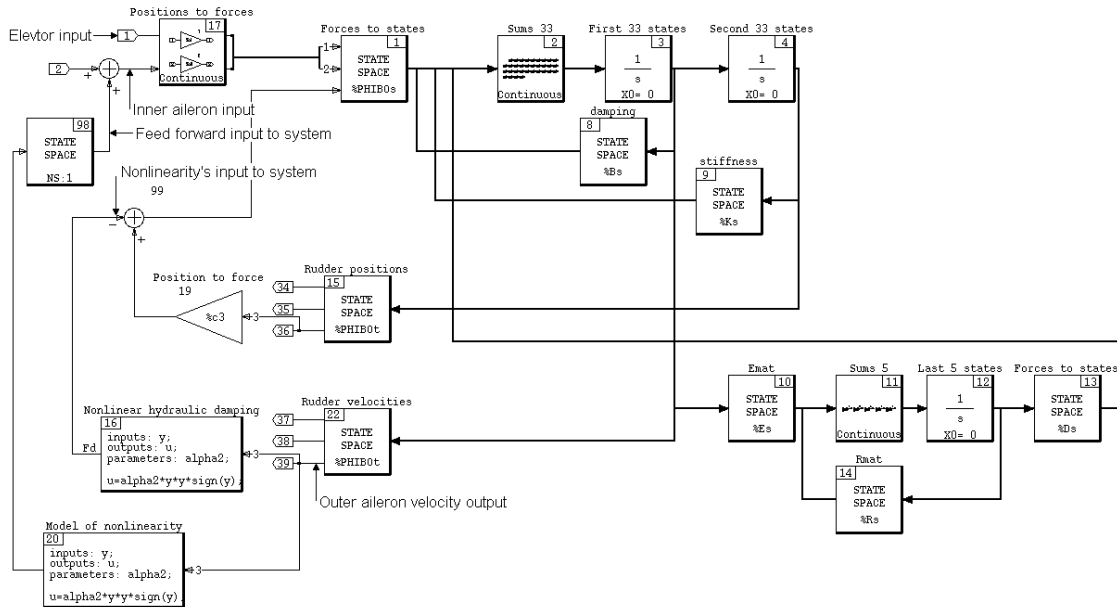 Positions to forces
17
Elevtor input
1
2
+
+
Continuous
Inner aileron input
Feed forward input to system
98
STATE
SPACE
NS:1
Nonlinearity's input to system
99
−
+
Forces to states
1
1
2
STATE
SPACE
%PHIB0s
Sums 33
2
Continuous
First 33 states
3
1
s
X0= 0
Second 33 states
4
1
s
X0= 0
damping
8
STATE
SPACE
%Bs
stiffness
9
STATE
SPACE
%Ks
Position to force
19
%c3
3
Rudder positions
15
34
35
36
STATE
SPACE
%PHIB0t
Nonlinear hydraulic damping
16
Fd
inputs: y;
outputs: u;
parameters: alpha2;
u=alpha2*y*y*sign(y);
3
Rudder velocities
22
37
38
39
STATE
SPACE
%PHIB0t
Outer aileron velocity output
Model of nonlinearity
20
inputs: y;
outputs: u;
parameters: alpha2;
u=alpha2*y*y*sign(y);
3
Emat
10
STATE
SPACE
%Es
Sums 5
11
Continuous
Last 5 states
12
1
s
X0= 0
Forces to states
13
STATE
SPACE
%Ds
Rmat
14
STATE
SPACE
%Rs